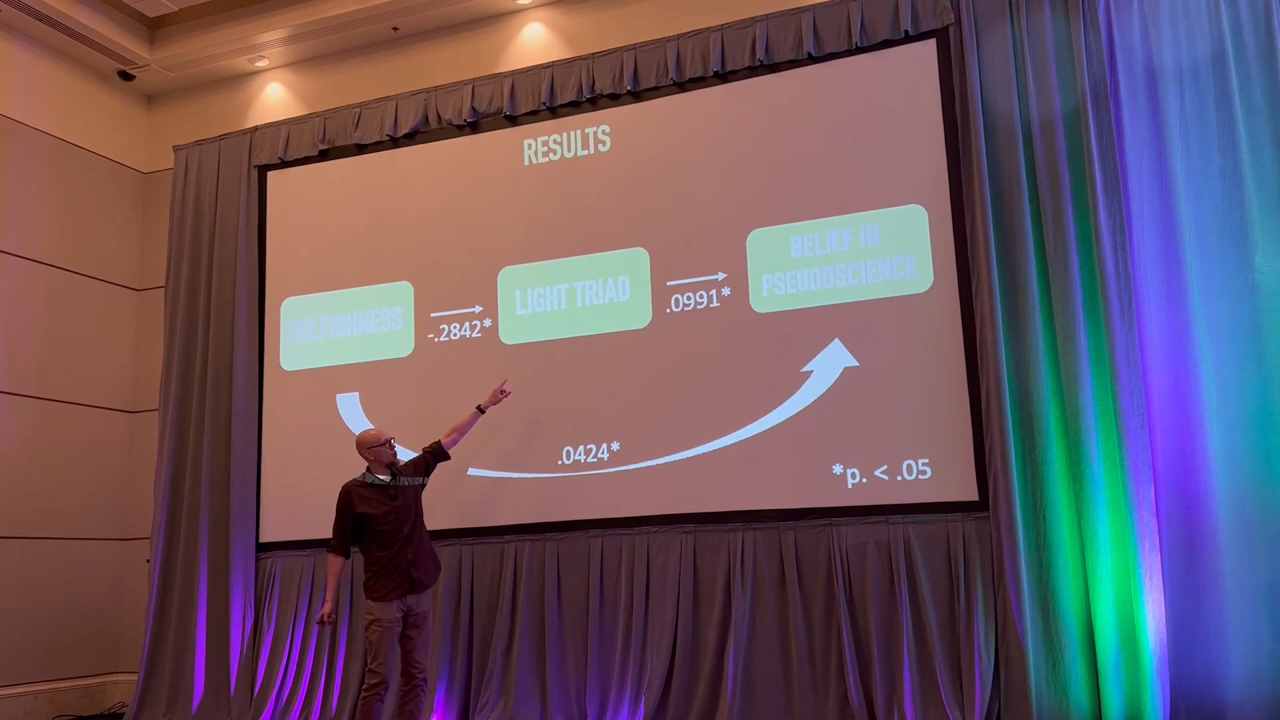 RESULTS
SELFISHNESS
-.2842*
LIGHT TRIAD
.0991*
BELIEF IN
PSEUDOSCIENCE
.0424*
*p. < .05